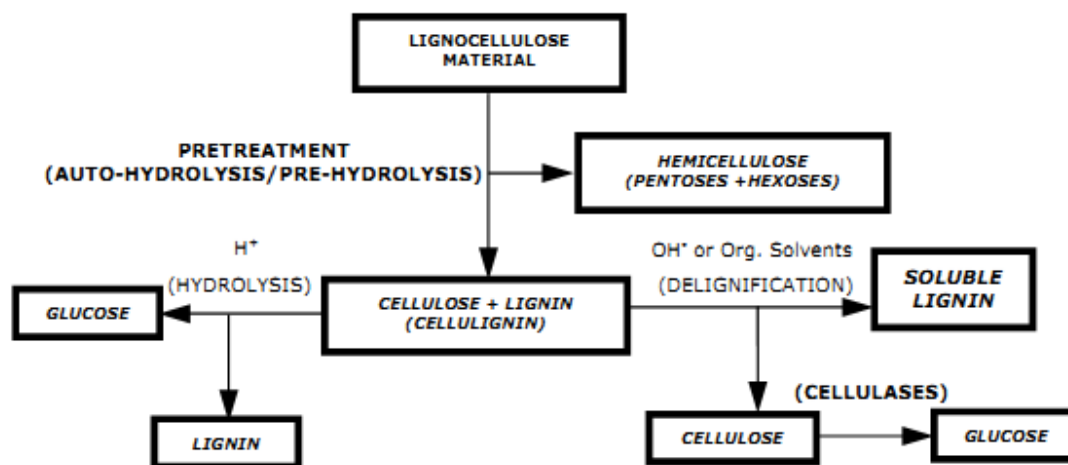 LIGNOCELLULOSE
MATERIAL
PRETREATMENT
(AUTO-HYDROLYSIS/PRE-HYDROLYSIS)
HEMICELLULOSE
(PENTOSES +HEXOSES)
H⁺
(HYDROLYSIS)
OH⁻ or Org. Solvents
(DELIGNIFICATION)
GLUCOSE
CELLULOSE + LIGNIN
(CELLULIGNIN)
SOLUBLE
LIGNIN
LIGNIN
(CELLULASES)
CELLULOSE
GLUCOSE